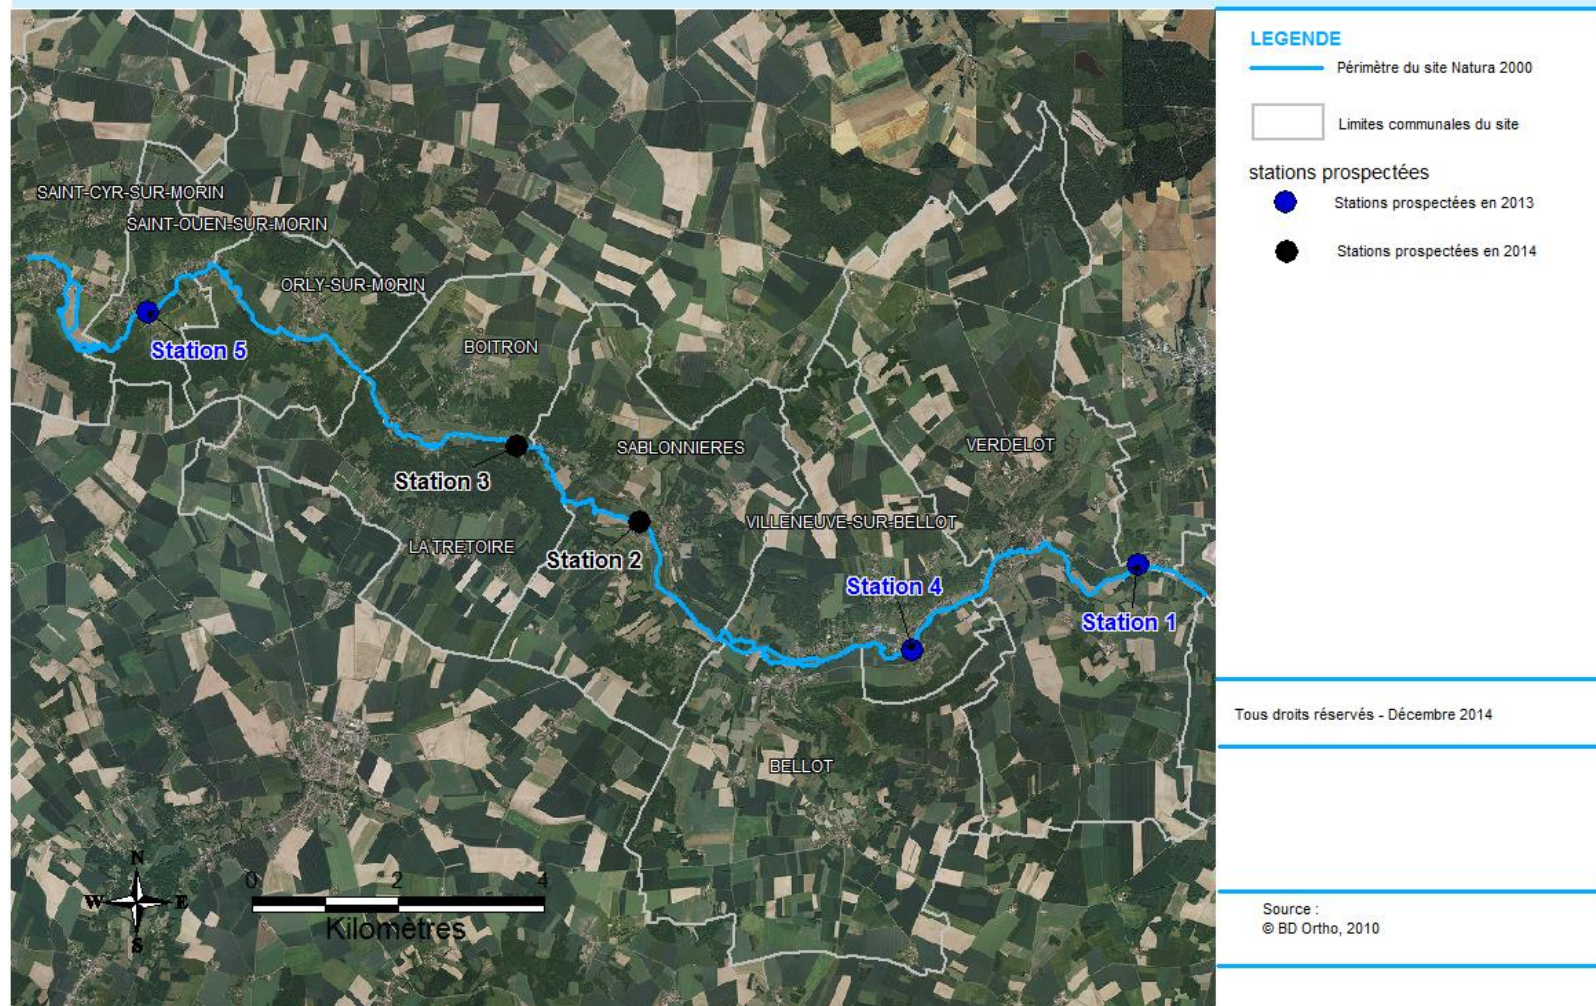 LEGENDE
Périmètre du site Natura 2000
Limites communales du site
stations prospectées
Stations prospectées en 2013
Stations prospectées en 2014
SAINT-CYR-SUR-MORIN
SAINT-OUEN-SUR-MORIN
ORLY-SUR-MORIN
Station 5
BOITRON
SABLONNIERES
VERDELOT
Station 3
VILLENEUVE-SUR-BELLOT
LA TRETOIRE
Station 2
Station 4
Station 1
BELLOT
N
W E
S
0 2 4
Kilomètres
Tous droits réservés - Décembre 2014
Source :
© BD Ortho, 2010